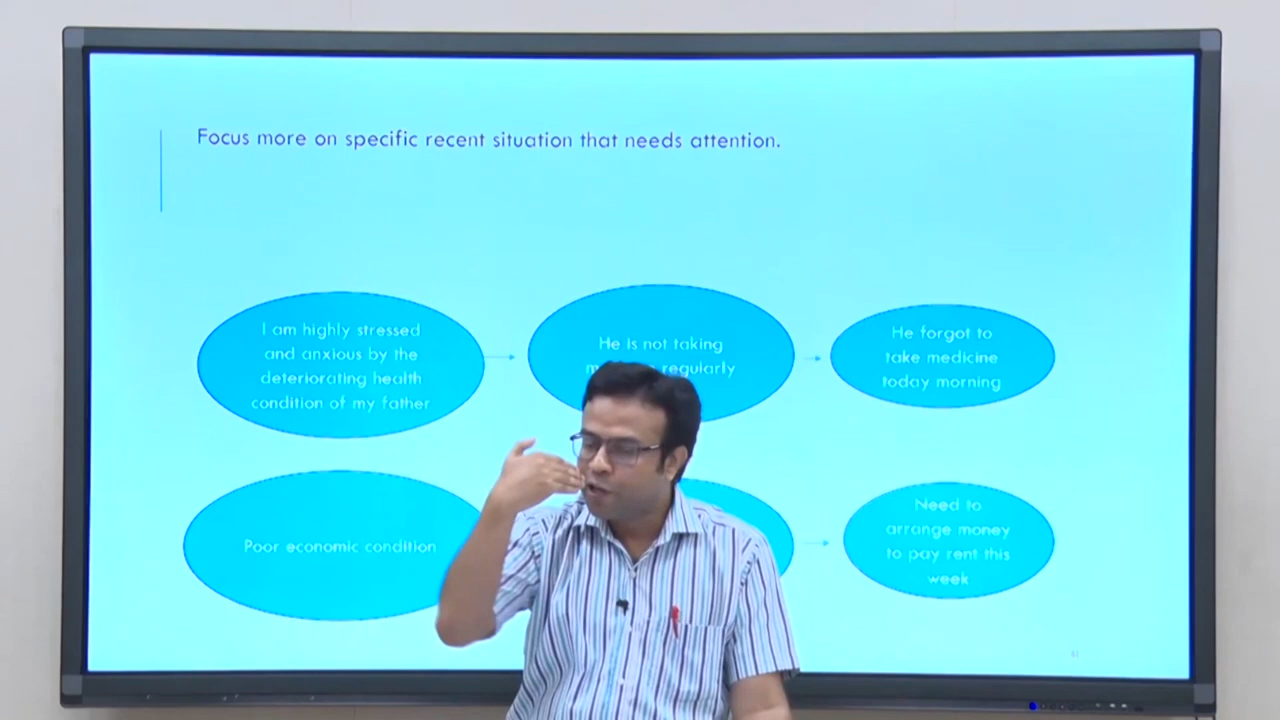 Focus more on specific recent situation that needs attention.
I am highly stressed
and anxious by the
deteriorating health
condition of my father
He is not taking
regularly
He forgot to
take medicine
today morning
Poor economic condition
Need to
arrange money
to pay rent this
week